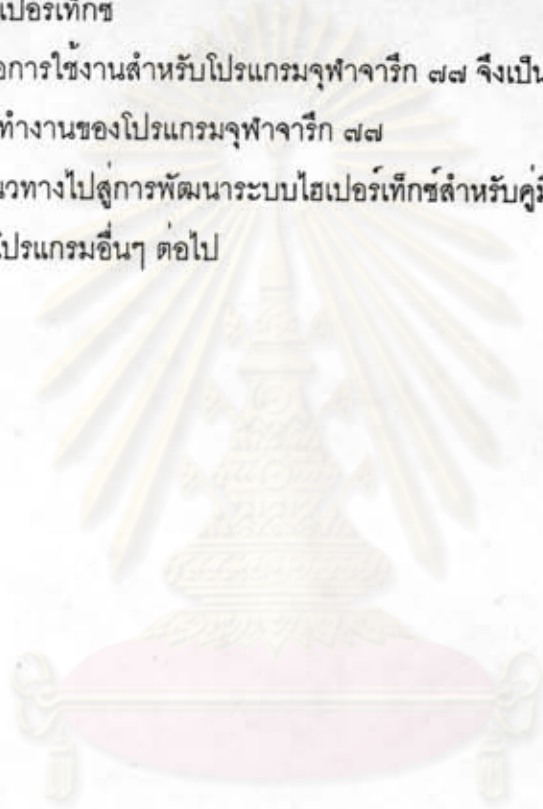 เปอร์เท็กซ์
อการใช้งานสำหรับโปรแกรมจุฬาจารึก ๗๗ จึงเป็น
ทำงานของโปรแกรมจุฬาจารึก ๗๗
นวทางไปสู่การพัฒนาระบบไฮเปอร์เท็กซ์สำหรับคู่มื
โปรแกรมอื่นๆ ต่อไป